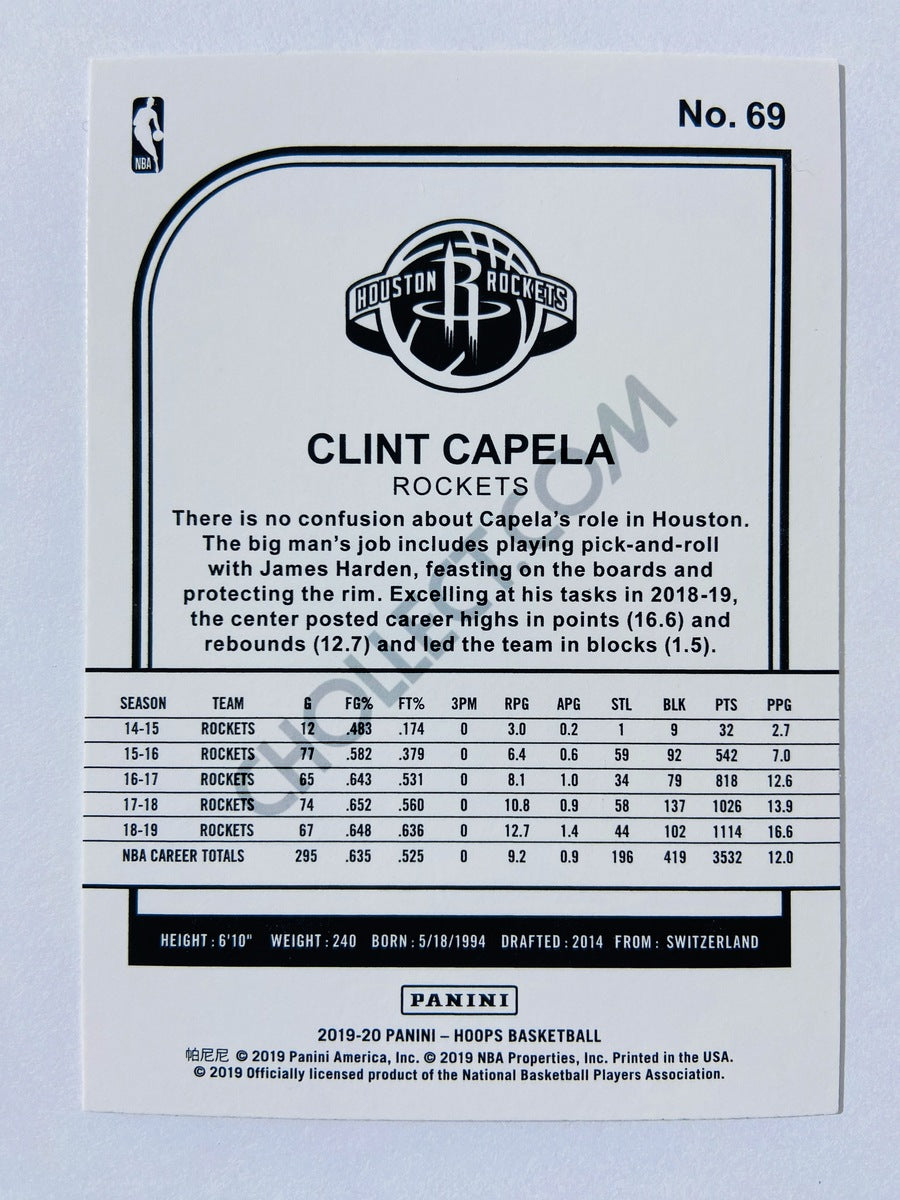 No. 69
NBA
HOUSTON R ROCKETS
CLINT CAPELA
ROCKETS
There is no confusion about Capela's role in Houston.
The big man's job includes playing pick-and-roll
with James Harden, feasting on the boards and
protecting the rim. Excelling at his tasks in 2018-19,
the center posted career highs in points (16.6) and
rebounds (12.7) and led the team in blocks (1.5).
CHOLLECT.COM
SEASON TEAM G FG% FT% 3PM RPG APG STL BLK PTS PPG
14-15 ROCKETS 12 .483 .174 0 3.0 0.2 1 9 32 2.7
15-16 ROCKETS 77 .582 .379 0 6.4 0.6 59 92 542 7.0
16-17 ROCKETS 65 .643 .531 0 8.1 1.0 34 79 818 12.6
17-18 ROCKETS 74 .652 .560 0 10.8 0.9 58 137 1026 13.9
18-19 ROCKETS 67 .648 .636 0 12.7 1.4 44 102 1114 16.6
NBA CAREER TOTALS 295 .635 .525 0 9.2 0.9 196 419 3532 12.0
HEIGHT: 6'10" WEIGHT: 240 BORN: 5/18/1994 DRAFTED: 2014 FROM: SWITZERLAND
PANINI
2019-20 PANINI – HOOPS BASKETBALL
帕尼尼 © 2019 Panini America, Inc. © 2019 NBA Properties, Inc. Printed in the USA.
© 2019 Officially licensed product of the National Basketball Players Association.